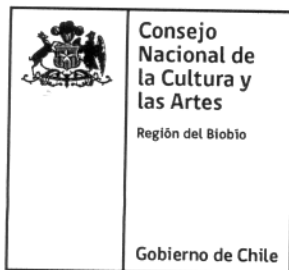 Consejo
Nacional de
la Cultura y
las Artes
Región del Biobío
Gobierno de Chile